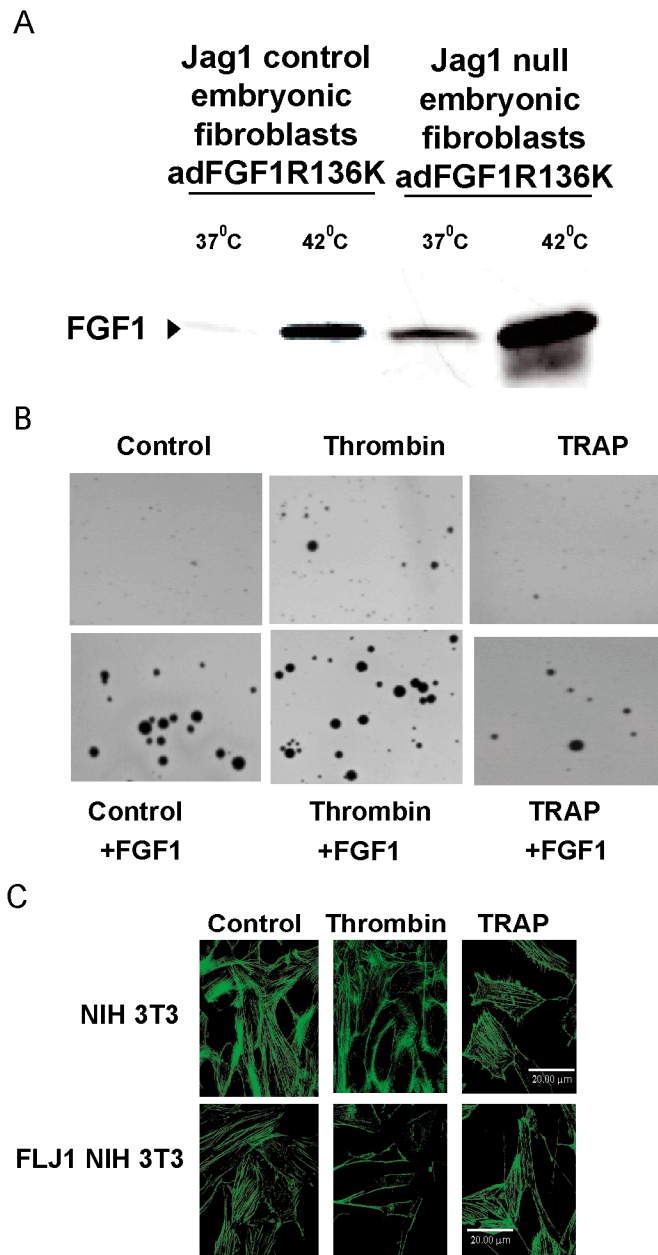 A
Jag1 control
embryonic
fibroblasts
adFGF1R136K
Jag1 null
embryonic
fibroblasts
adFGF1R136K
37⁰C 42⁰C 37⁰C 42⁰C
FGF1
B
Control Thrombin TRAP
Control
+FGF1
Thrombin
+FGF1
TRAP
+FGF1
C
Control Thrombin TRAP
NIH 3T3
20.00 µm
FLJ1 NIH 3T3
20.00 µm